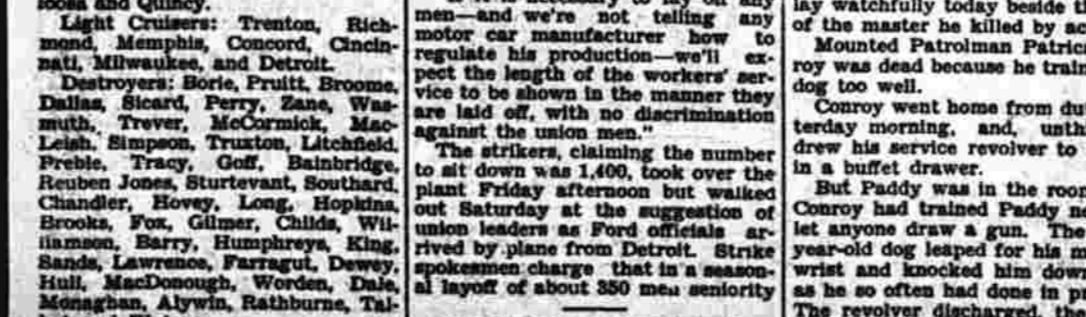 loosa and Quincy.
Light Cruisers: Trenton, Rich-
mond, Memphis, Concord, Cincin-
nati, Milwaukee, and Detroit.
Destroyers: Borie, Pruitt, Broome,
Dallas, Sicard, Perry, Zane, Was-
muth, Trever, McCormick, Mac-
Leish, Simpson, Truxton, Litchfield,
Preble, Tracy, Goff, Bainbridge,
Reuben Jones, Sturtevant, Southard,
Chandler, Hovey, Long, Hopkins,
Brooks, Fox, Gilmer, Childs, Wil-
liamson, Barry, Humphreys, King,
Sands, Lawrence, Farragut, Dewey,
Hull, MacDonough, Worden, Dale,
Monaghan, Alywin, Rathburne, Tal-
men—and we're not telling any
motor car manufacturer how to
regulate his production—we'll ex-
pect the length of the workers' ser-
vice to be shown in the manner they
are laid off, with no discrimination
against the union men."
The strikers, claiming the number
to sit down was 1,400, took over the
plant Friday afternoon but walked
out Saturday at the suggestion of
union leaders as Ford officials ar-
rived by plane from Detroit. Strike
spokesmen charge that in a season-
al layoff of about 350 men seniority
lay watchfully today beside
of the master he killed by
Mounted Patrolman
roy was dead because he
dog too well.
Conroy went home from
terday morning, and,
drew his service revolver to
in a buffet drawer.
But Paddy was in the
Conroy had trained Paddy
let anyone draw a gun.
year-old dog leaped for his
wrist and knocked him
as he so often had done in
The revolver discharged,